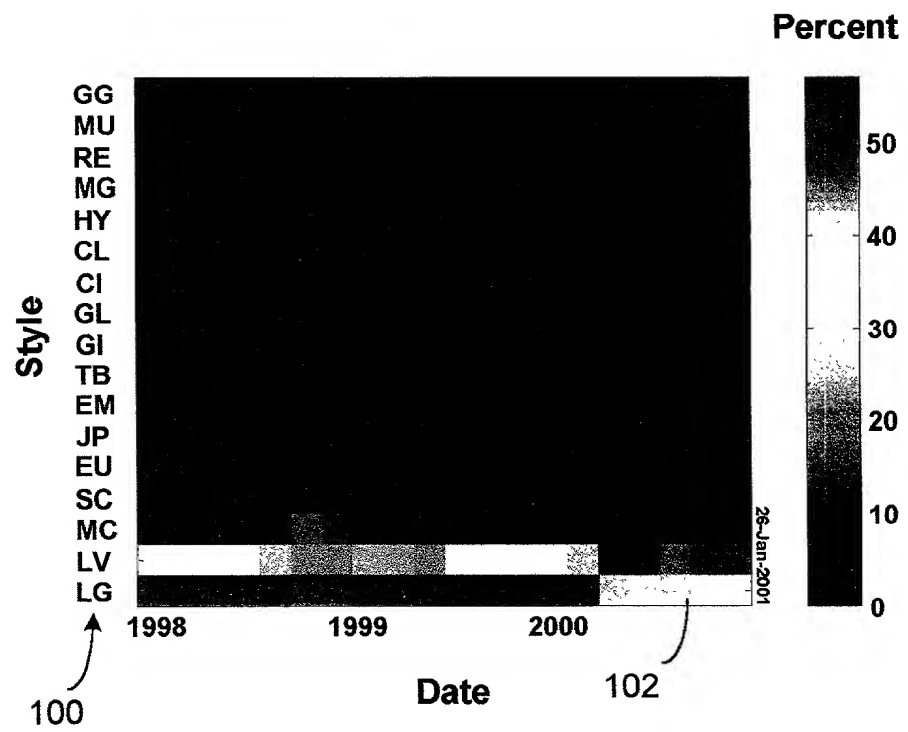 Percent
GG
MU
RE
MG
HY
CL
CI
GL
GI
TB
EM
JP
EU
SC
MC
LV
LG
Style
50
40
30
20
10
0
26-Jan-2001
1998
1999
2000
Date
100
102